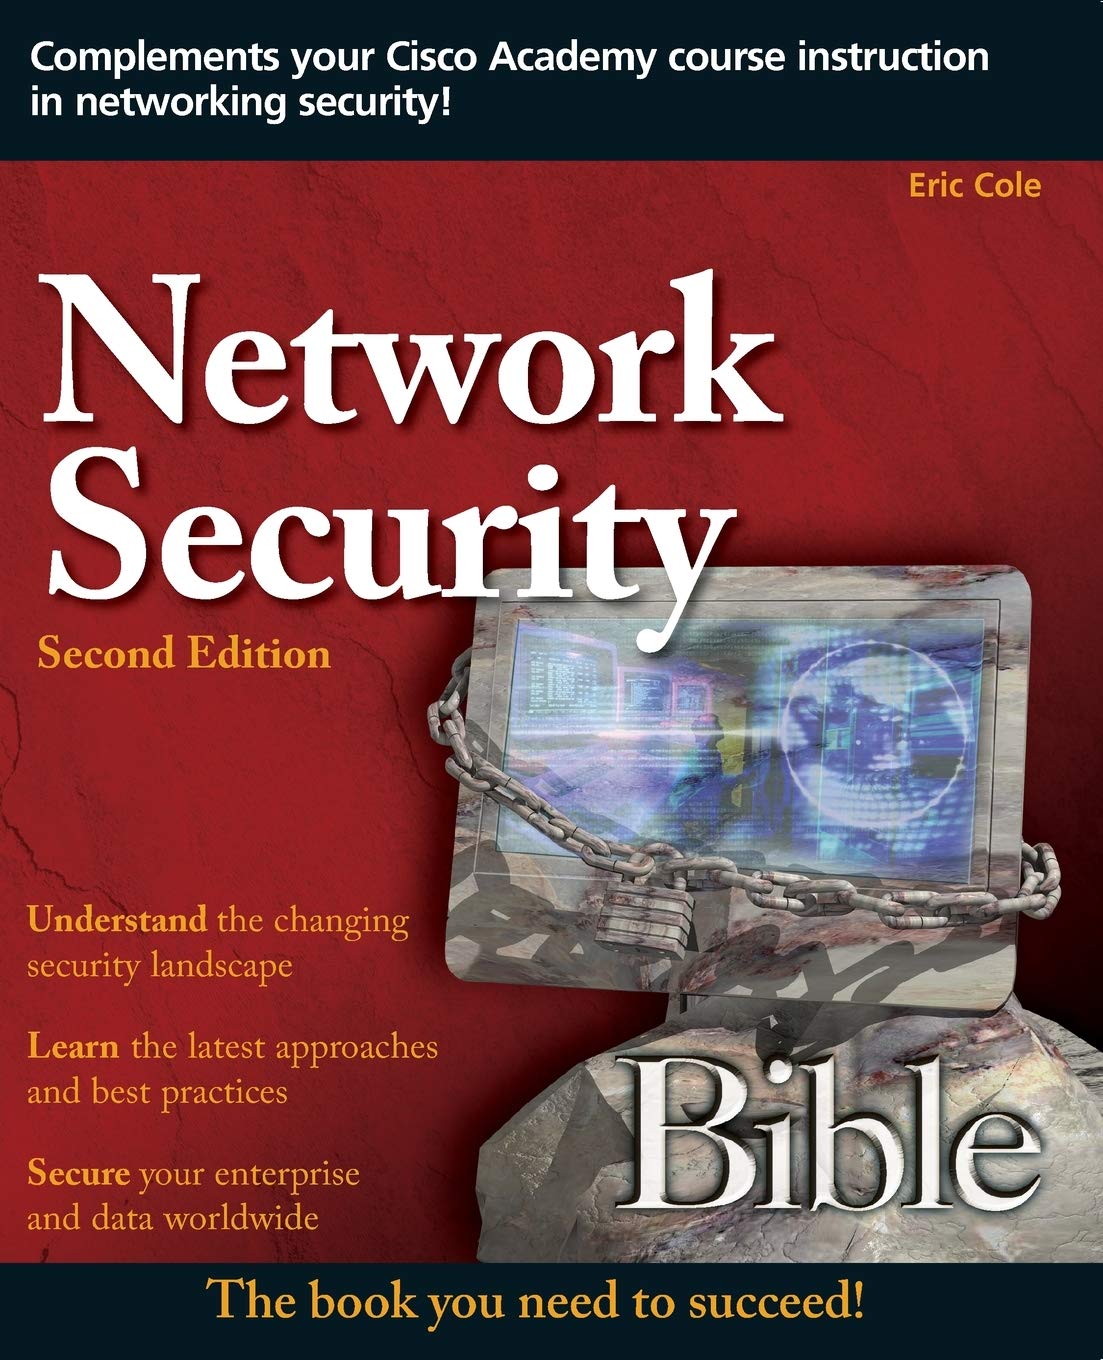 Complements your Cisco Academy course instruction
in networking security!
Eric Cole
Network
Security
Second Edition
Understand the changing
security landscape
Learn the latest approaches
and best practices
Secure your enterprise
and data worldwide
Bible
The book you need to succeed!